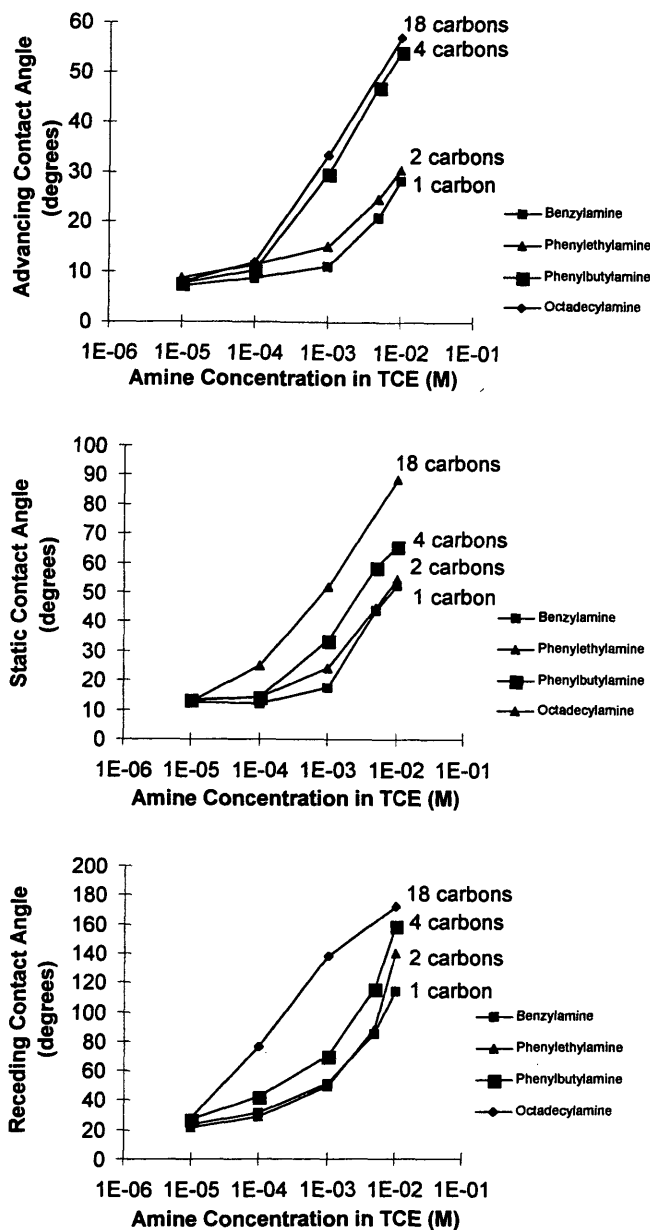 Advancing Contact Angle
(degrees)
60
50
40
30
20
10
0
18 carbons
4 carbons
2 carbons
1 carbon
1E-06 1E-05 1E-04 1E-03 1E-02 1E-01
Amine Concentration in TCE (M)
Benzylamine
Phenylethylamine
Phenylbutylamine
Octadecylamine
Static Contact Angle
(degrees)
100
90
80
70
60
50
40
30
20
10
0
18 carbons
4 carbons
2 carbons
1 carbon
1E-06 1E-05 1E-04 1E-03 1E-02 1E-01
Amine Concentration in TCE (M)
Benzylamine
Phenylethylamine
Phenylbutylamine
Octadecylamine
Receding Contact Angle
(degrees)
200
180
160
140
120
100
80
60
40
20
0
18 carbons
4 carbons
2 carbons
1 carbon
1E-06 1E-05 1E-04 1E-03 1E-02 1E-01
Amine Concentration in TCE (M)
Benzylamine
Phenylethylamine
Phenylbutylamine
Octadecylamine